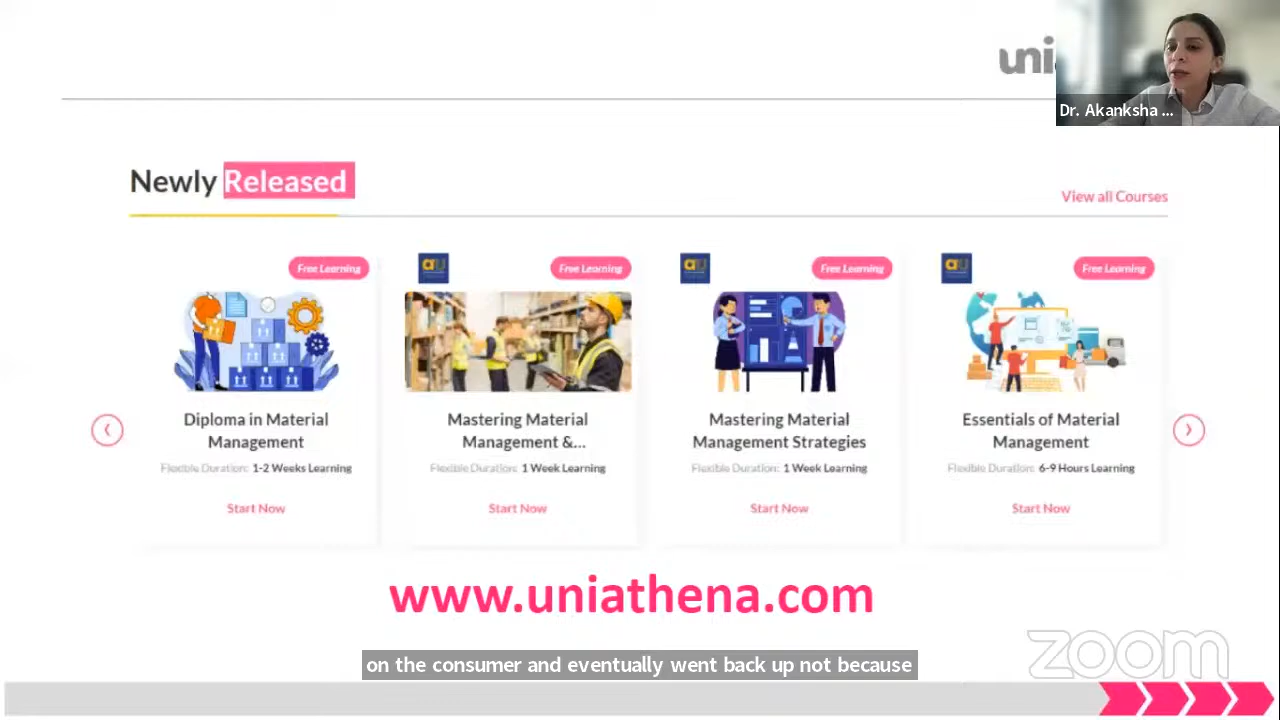 uni
Dr. Akanksha ...
Newly Released
View all Courses
Free Learning
Free Learning
Free Learning
Free Learning
Diploma in Material
Management
Flexible Duration: 1-2 Weeks Learning
Start Now
Mastering Material
Management &...
Flexible Duration: 1 Week Learning
Start Now
Mastering Material
Management Strategies
Flexible Duration: 1 Week Learning
Start Now
Essentials of Material
Management
Flexible Duration: 6-9 Hours Learning
Start Now
www.uniathena.com
zoom
on the consumer and eventually went back up not because